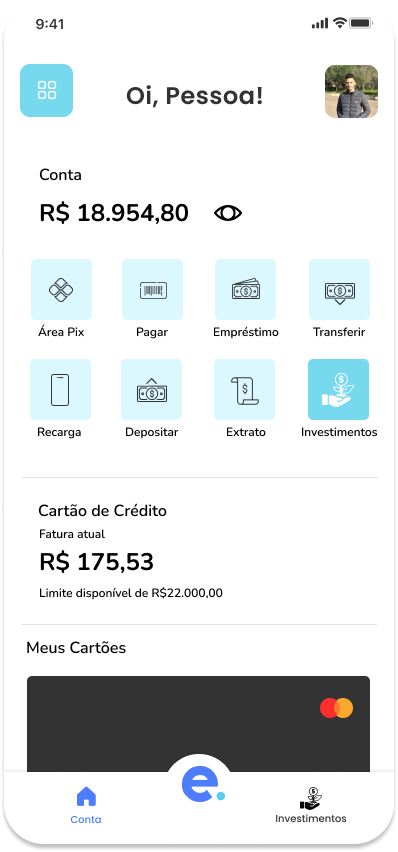 9:41
Oi, Pessoa!
Conta
R$ 18.954,80
Área Pix
Pagar
Empréstimo
Transferir
Recarga
Depositar
Extrato
Investimentos
Cartão de Crédito
Fatura atual
R$ 175,53
Limite disponível de R$22.000,00
Meus Cartões
e.
Conta
Investimentos